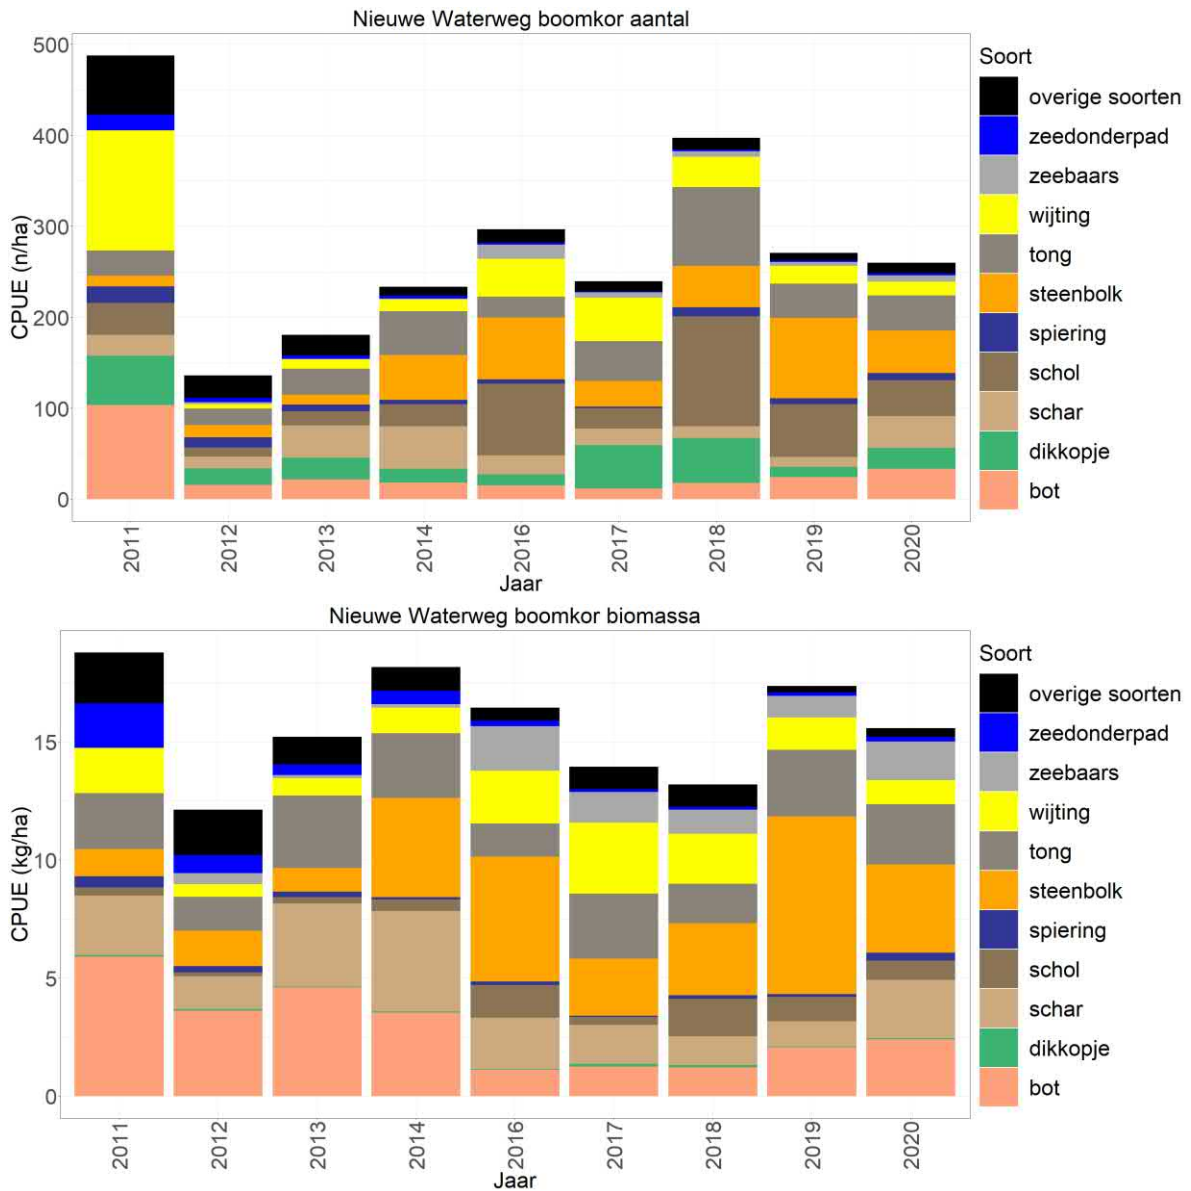 Nieuwe Waterweg boomkor aantal
CPUE (n/ha)
500
400
300
200
100
0
2011
2012
2013
2014
2016
2017
2018
2019
2020
Jaar
Soort
overige soorten
zeedonderpad
zeebaars
wijting
tong
steenbolk
spiering
schol
schar
dikkopje
bot
Nieuwe Waterweg boomkor biomassa
CPUE (kg/ha)
15
10
5
0
2011
2012
2013
2014
2016
2017
2018
2019
2020
Jaar
Soort
overige soorten
zeedonderpad
zeebaars
wijting
tong
steenbolk
spiering
schol
schar
dikkopje
bot